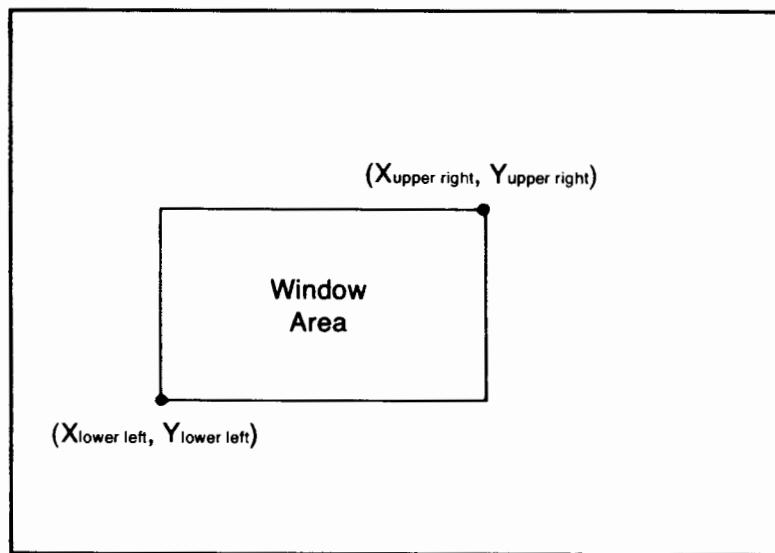 (Xupper right, Yupper right)
Window
Area
(Xlower left, Ylower left)